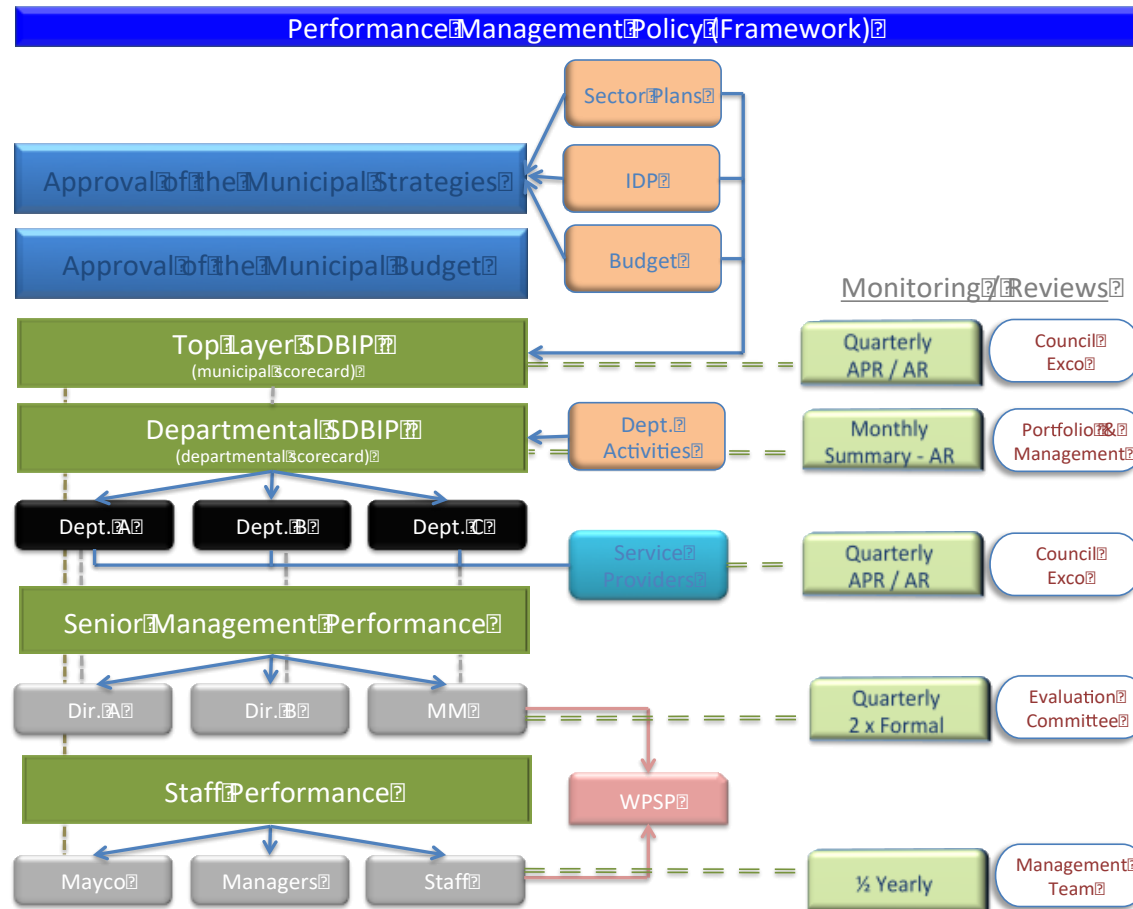 Performance Management Policy (Framework)
Sector Plans
Approval of the Municipal Strategies
IDP
Approval of the Municipal Budget
Budget
Monitoring / Reviews
Top Layer SDBIP
(municipal scorecard)
Quarterly
APR / AR
Council
Exco
Departmental SDBIP
(departmental scorecard)
Dept.
Activities
Monthly
Summary - AR
Portfolio &
Management
Dept. A
Dept. B
Dept. C
Service
Providers
Quarterly
APR / AR
Council
Exco
Senior Management Performance
Dir. A
Dir. B
MM
Quarterly
2 x Formal
Evaluation
Committee
Staff Performance
WPSP
Mayco
Managers
Staff
½ Yearly
Management
Team